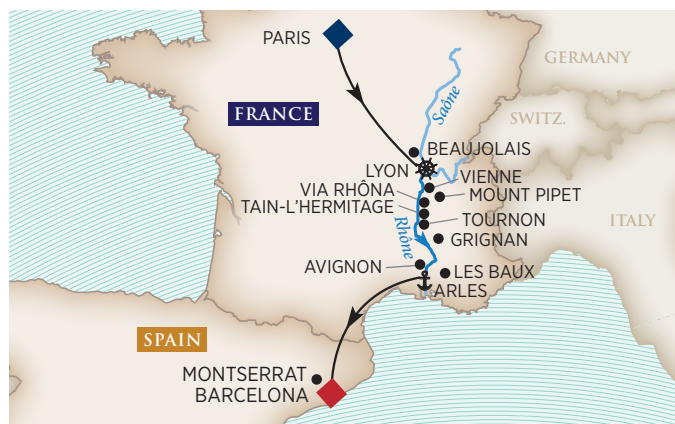 PARIS
GERMANY
FRANCE
Saône
SWITZ.
BEAUJOLAIS
LYON
VIENNE
VIA RHÔNA
MOUNT PIPET
TAIN-L'HERMITAGE
TOURNON
Rhône
GRIGNAN
ITALY
AVIGNON
LES BAUX
ARLES
SPAIN
MONTSERRAT
BARCELONA